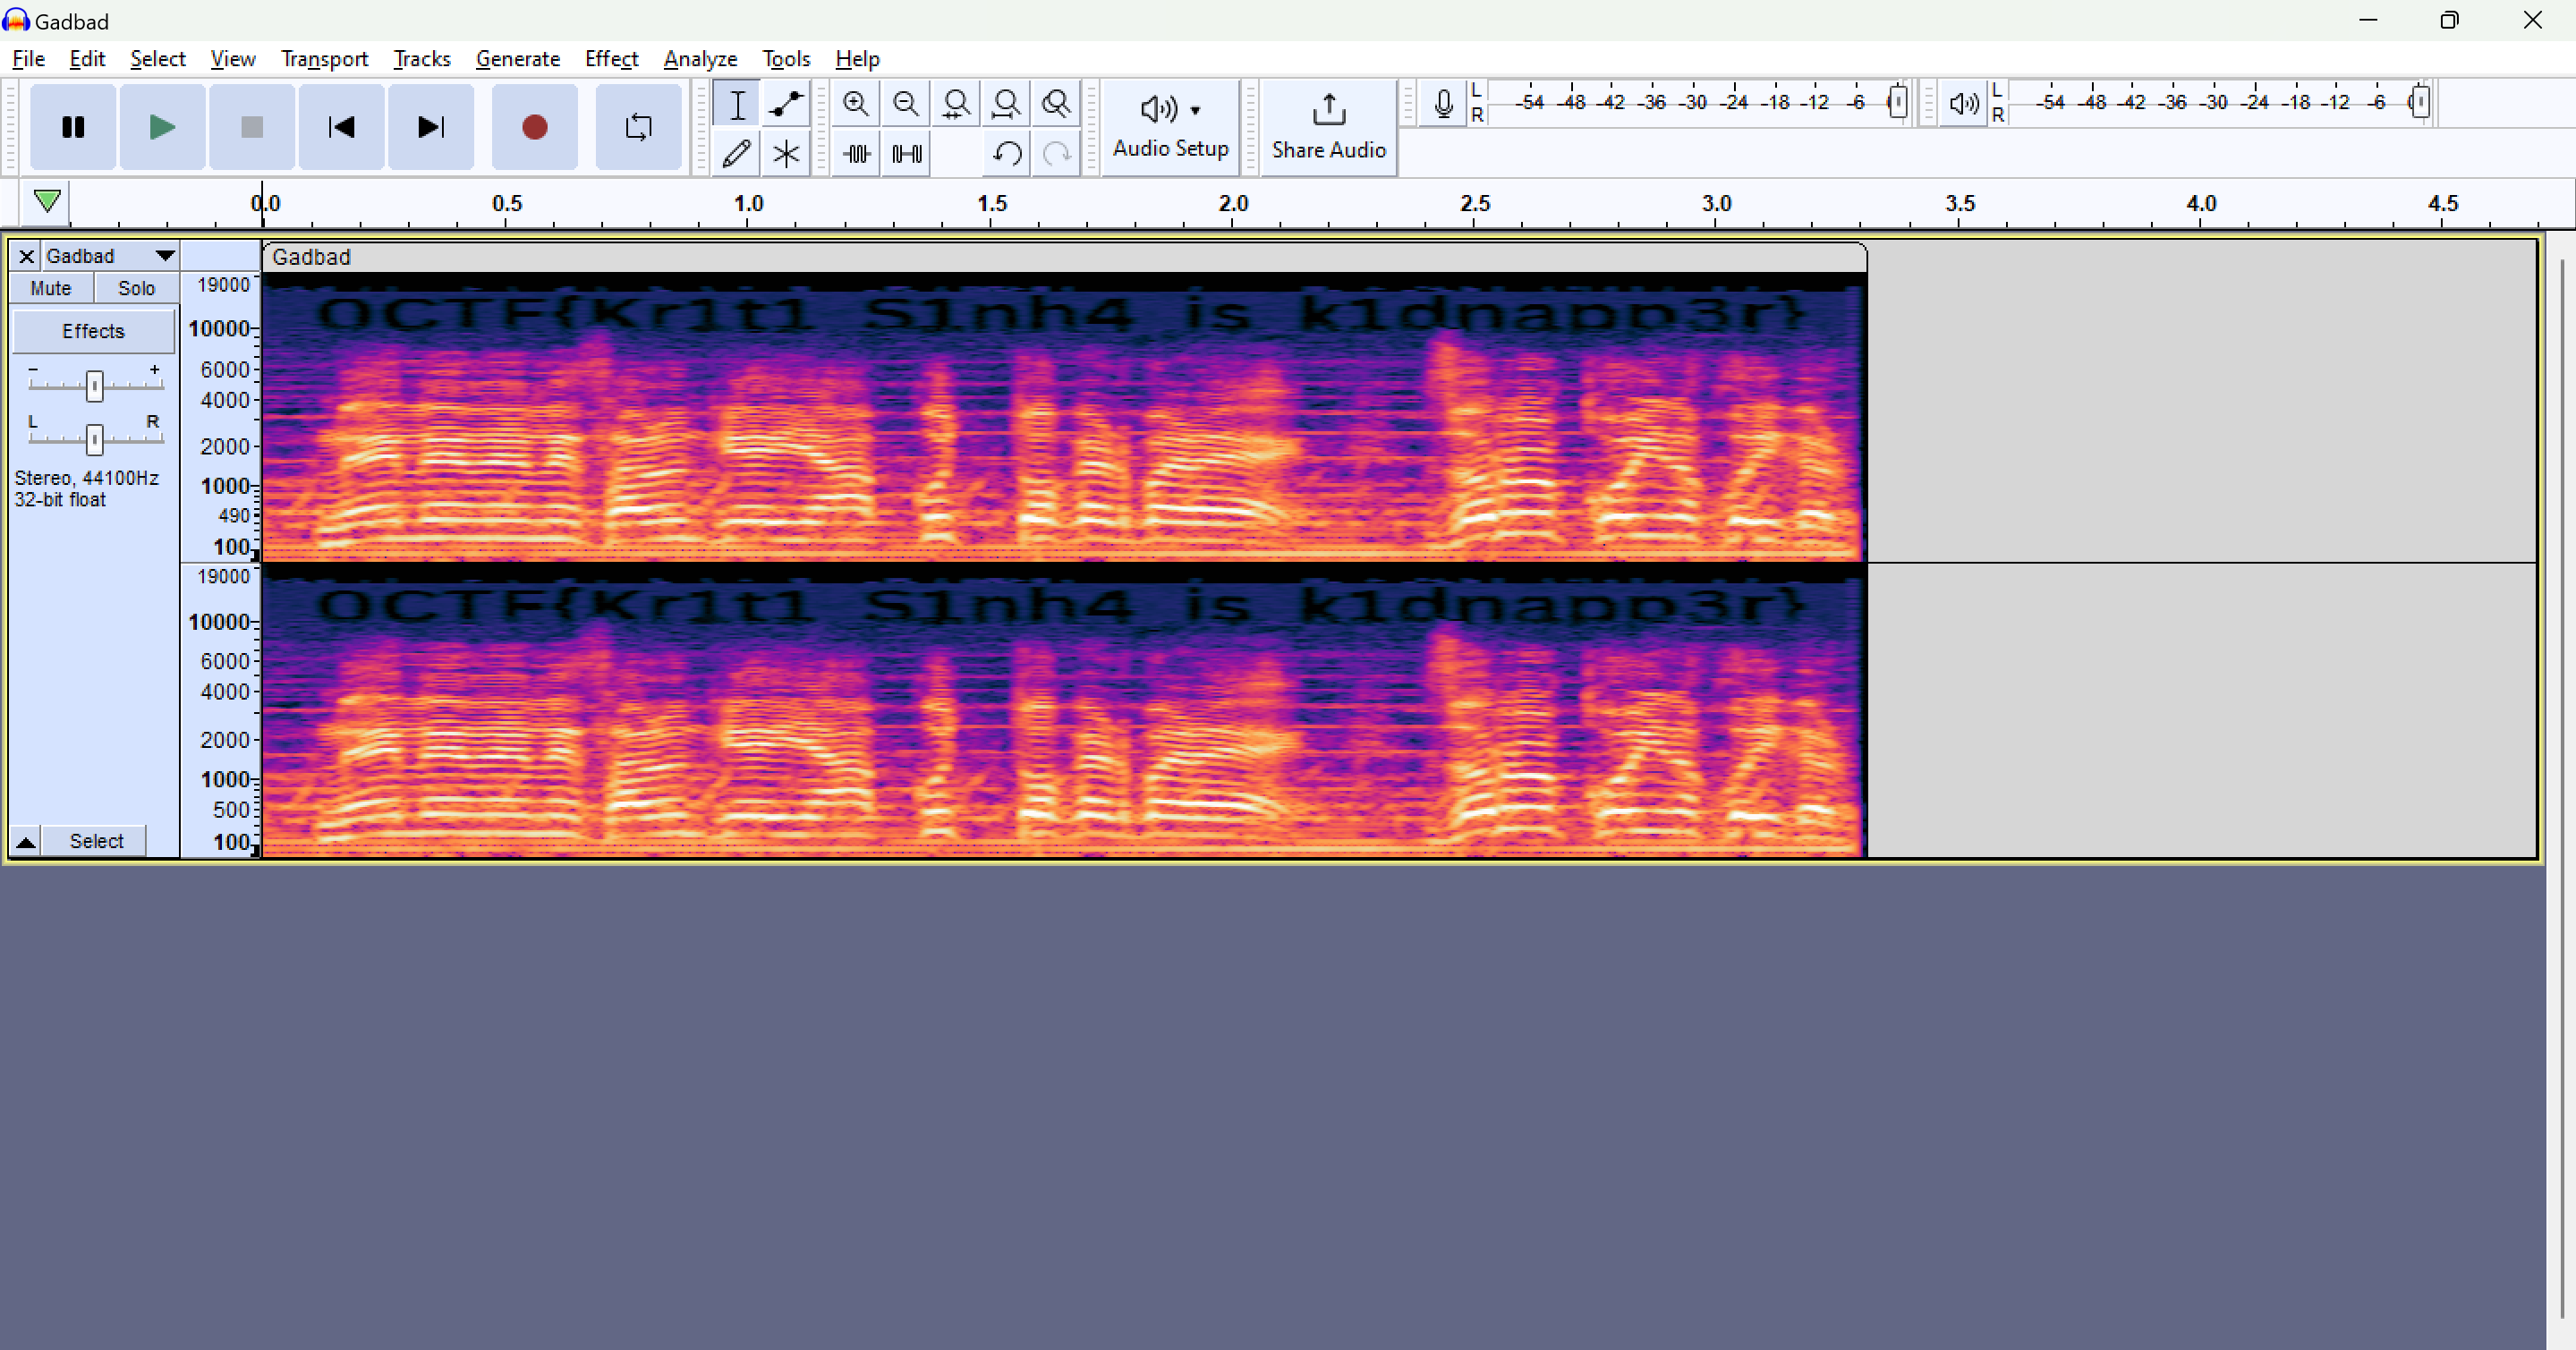 Gadbad
File Edit Select View Transport Tracks Generate Effect Analyze Tools Help
Audio Setup
Share Audio
L
R
-54 -48 -42 -36 -30 -24 -18 -12 -6
L
R
-54 -48 -42 -36 -30 -24 -18 -12 -6
0.0 0.5 1.0 1.5 2.0 2.5 3.0 3.5 4.0 4.5
Gadbad
Mute Solo
Effects
- +
L R
Stereo, 44100Hz
32-bit float
Select
Gadbad
19000
10000
6000
4000
2000
1000
490
100
OCTF{Kr1t1 S1nh4 is k1dnapp3r}
19000
10000
6000
4000
2000
1000
500
100
OCTF{Kr1t1 S1nh4 is k1dnapp3r}